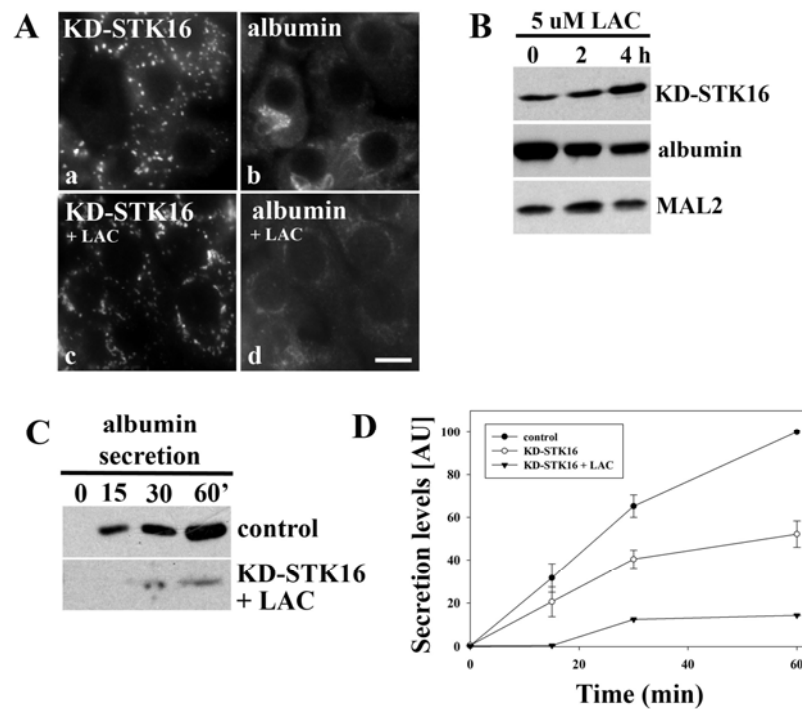 A
KD-STK16
albumin
a
b
KD-STK16
+ LAC
albumin
+ LAC
c
d
B
5 uM LAC
0 2 4 h
KD-STK16
albumin
MAL2
C
albumin
secretion
0 15 30 60'
control
KD-STK16
+ LAC
D
Secretion levels [AU]
100
80
60
40
20
0
control
KD-STK16
KD-STK16 + LAC
0 20 40 60
Time (min)